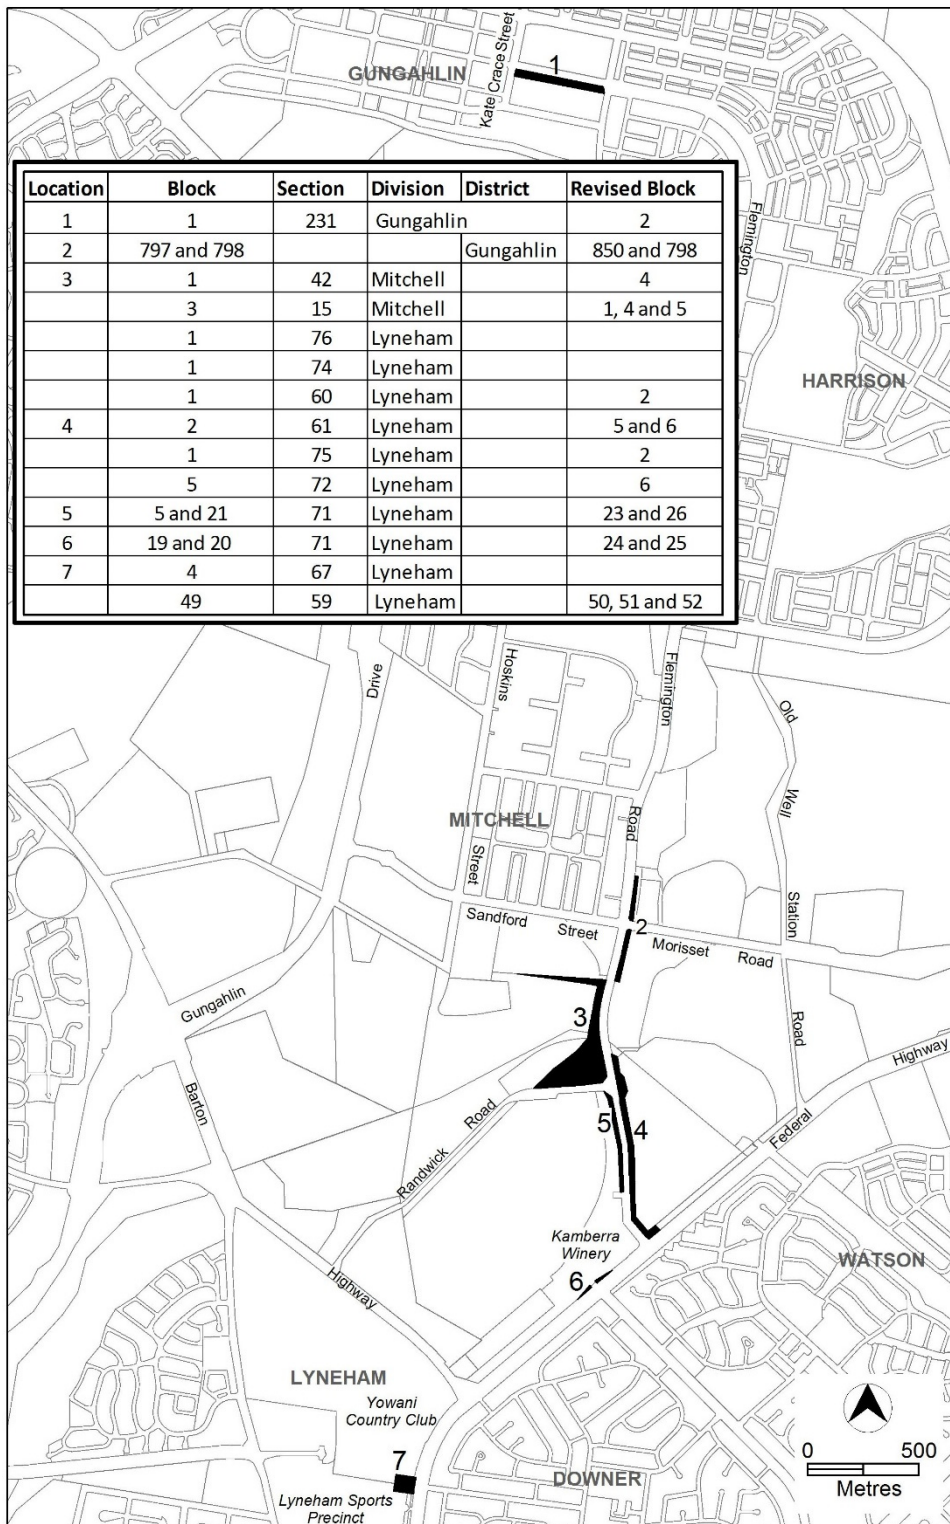 GUNGAHLIN
Kate Crace Street
1
Location Block Section Division District Revised Block
1 1 231 Gungahlin 2
2 797 and 798 Gungahlin 850 and 798
3 1 42 Mitchell 4
3 15 Mitchell 1, 4 and 5
1 76 Lyneham
1 74 Lyneham
1 60 Lyneham 2
4 2 61 Lyneham 5 and 6
1 75 Lyneham 2
5 72 Lyneham 6
5 5 and 21 71 Lyneham 23 and 26
6 19 and 20 71 Lyneham 24 and 25
7 4 67 Lyneham
49 59 Lyneham 50, 51 and 52
Flemington
HARRISON
Drive
Hoskins
Flemington
Old
Well
MITCHELL
Road
Street
Station
Sandford
Street
2
Morisset
Road
Gungahlin
3
Road
Highway
Barton
Road
Randwick
5
4
Federal
Kamberra
Winery
WATSON
6
Highway
LYNEHAM
Yowani
Country Club
7
DOWNER
Lyneham Sports
Precinct
0 500
Metres